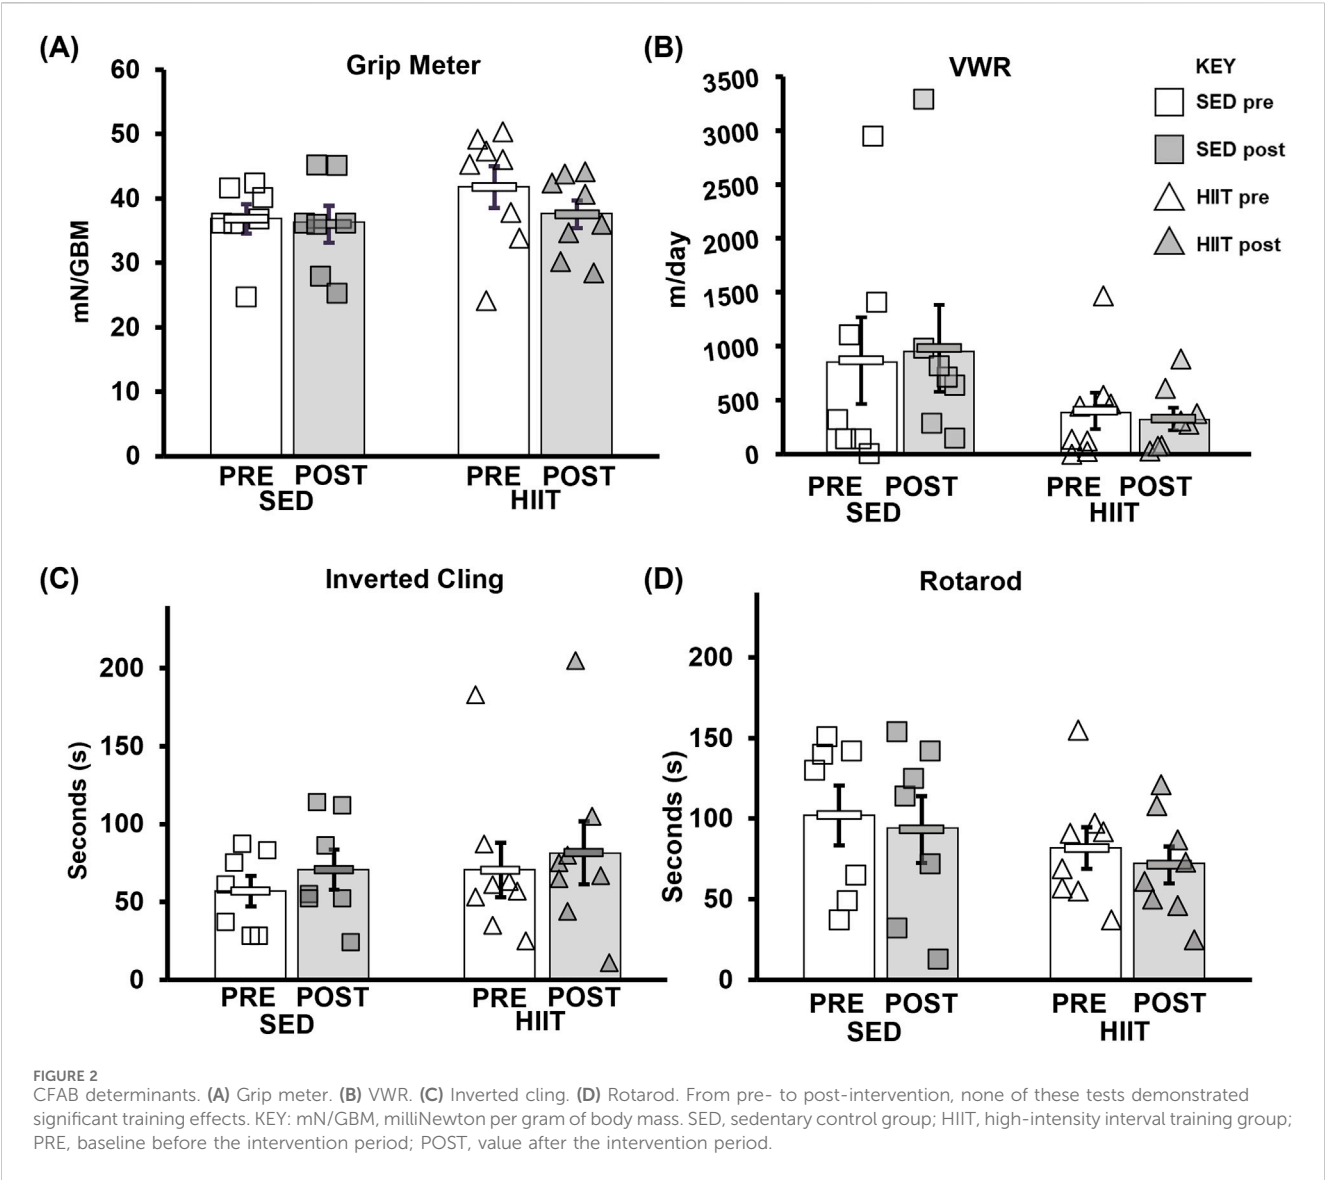 (A)
Grip Meter
60
50
40
30
20
10
0
mN/GBM
PRE POST PRE POST
SED HIIT
(B)
VWR
3500
3000
2500
2000
1500
1000
500
0
m/day
PRE POST PRE POST
SED HIIT
KEY
SED pre
SED post
HIIT pre
HIIT post
(C)
Inverted Cling
200
150
100
50
0
Seconds (s)
PRE POST PRE POST
SED HIIT
(D)
Rotarod
200
150
100
50
0
Seconds (s)
PRE POST PRE POST
SED HIIT
FIGURE 2
CFAB determinants. (A) Grip meter. (B) VWR. (C) Inverted cling. (D) Rotarod. From pre- to post-intervention, none of these tests demonstrated
significant training effects. KEY: mN/GBM, milliNewton per gram of body mass. SED, sedentary control group; HIIT, high-intensity interval training group;
PRE, baseline before the intervention period; POST, value after the intervention period.